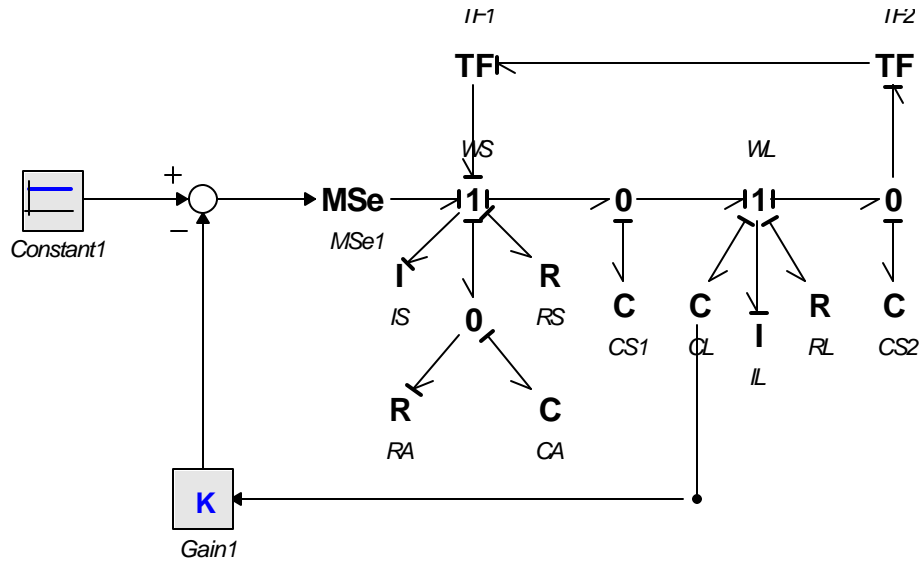 TF1
TF2
TF
TF
WS
WL
+
MSe
1
0
1
0
−
Constant1
MSe1
I
R
C
C
R
C
IS
RS
CS1
CL
I
RL
CS2
0
IL
R
C
RA
CA
K
Gain1